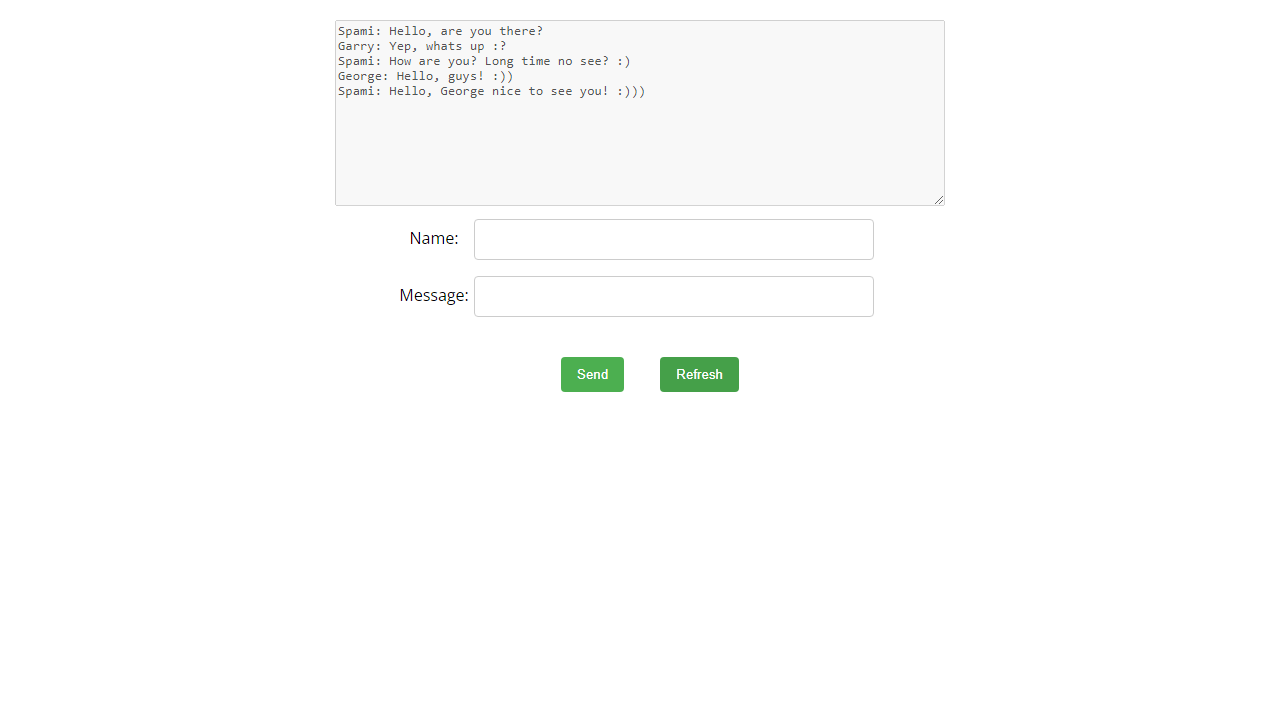 Spami: Hello, are you there?
Garry: Yep, whats up :?
Spami: How are you? Long time no see? :)
George: Hello, guys! :))
Spami: Hello, George nice to see you! :)))
Name:
Message:
Send Refresh